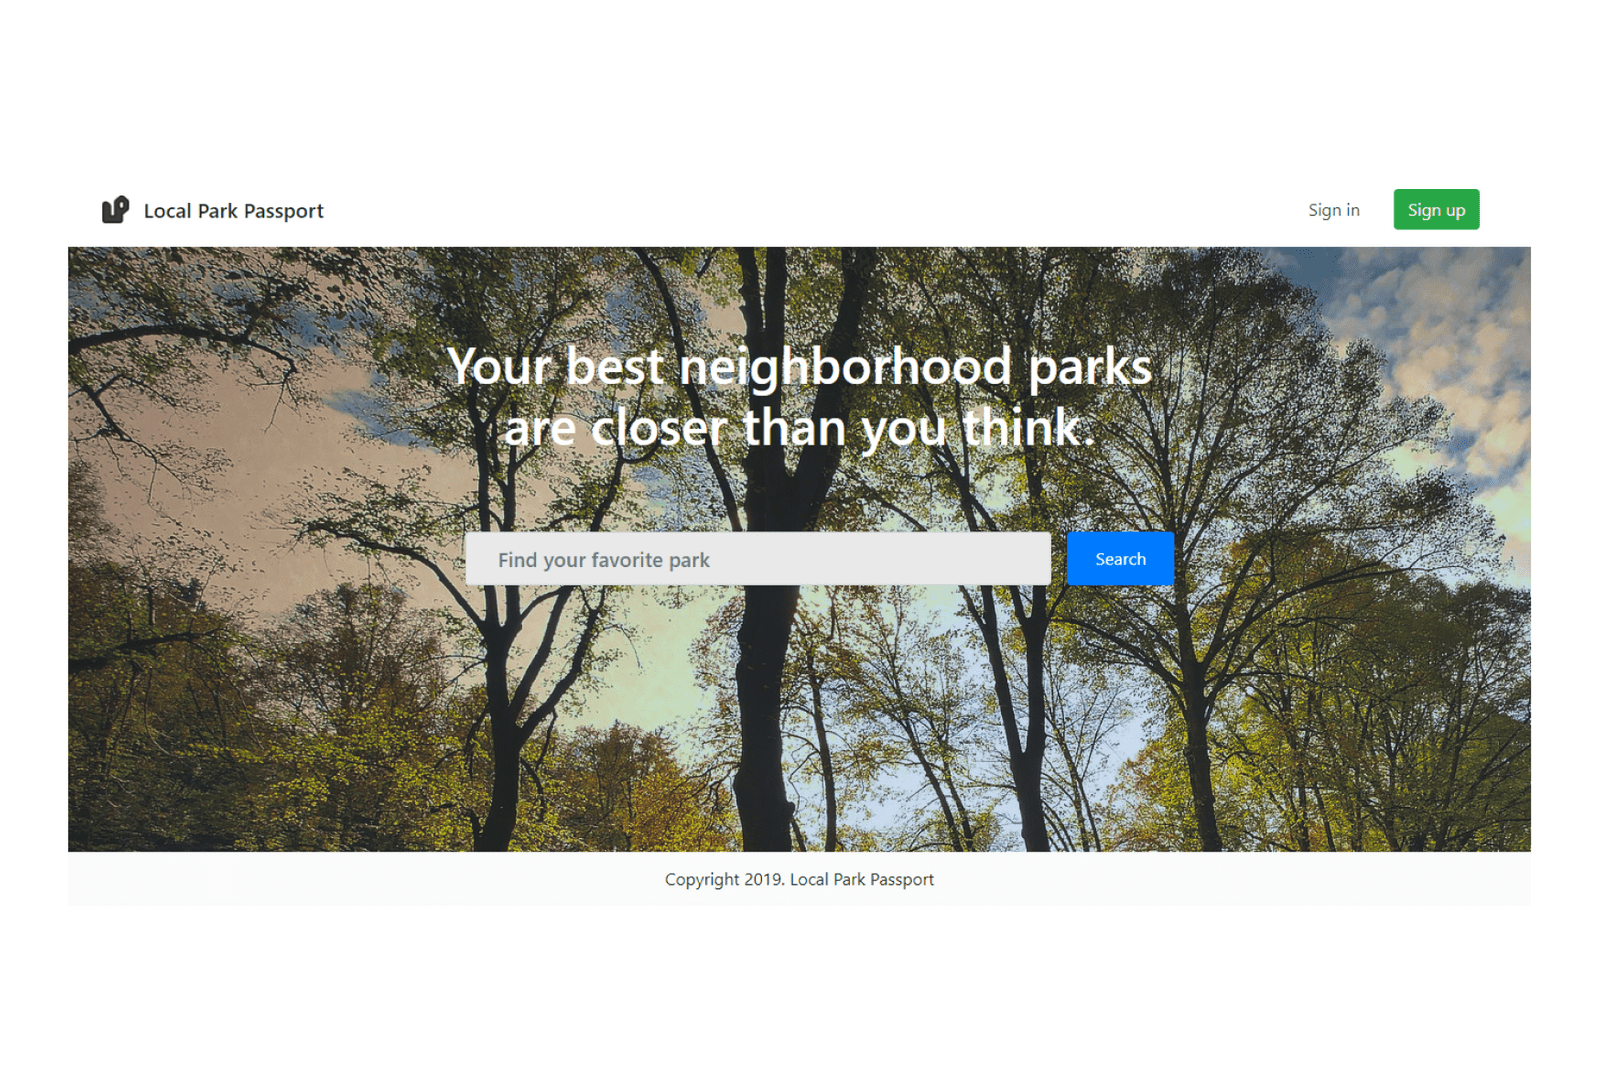 Local Park Passport
Sign in
Sign up
Your best neighborhood parks
are closer than you think.
Find your favorite park
Search
Copyright 2019. Local Park Passport